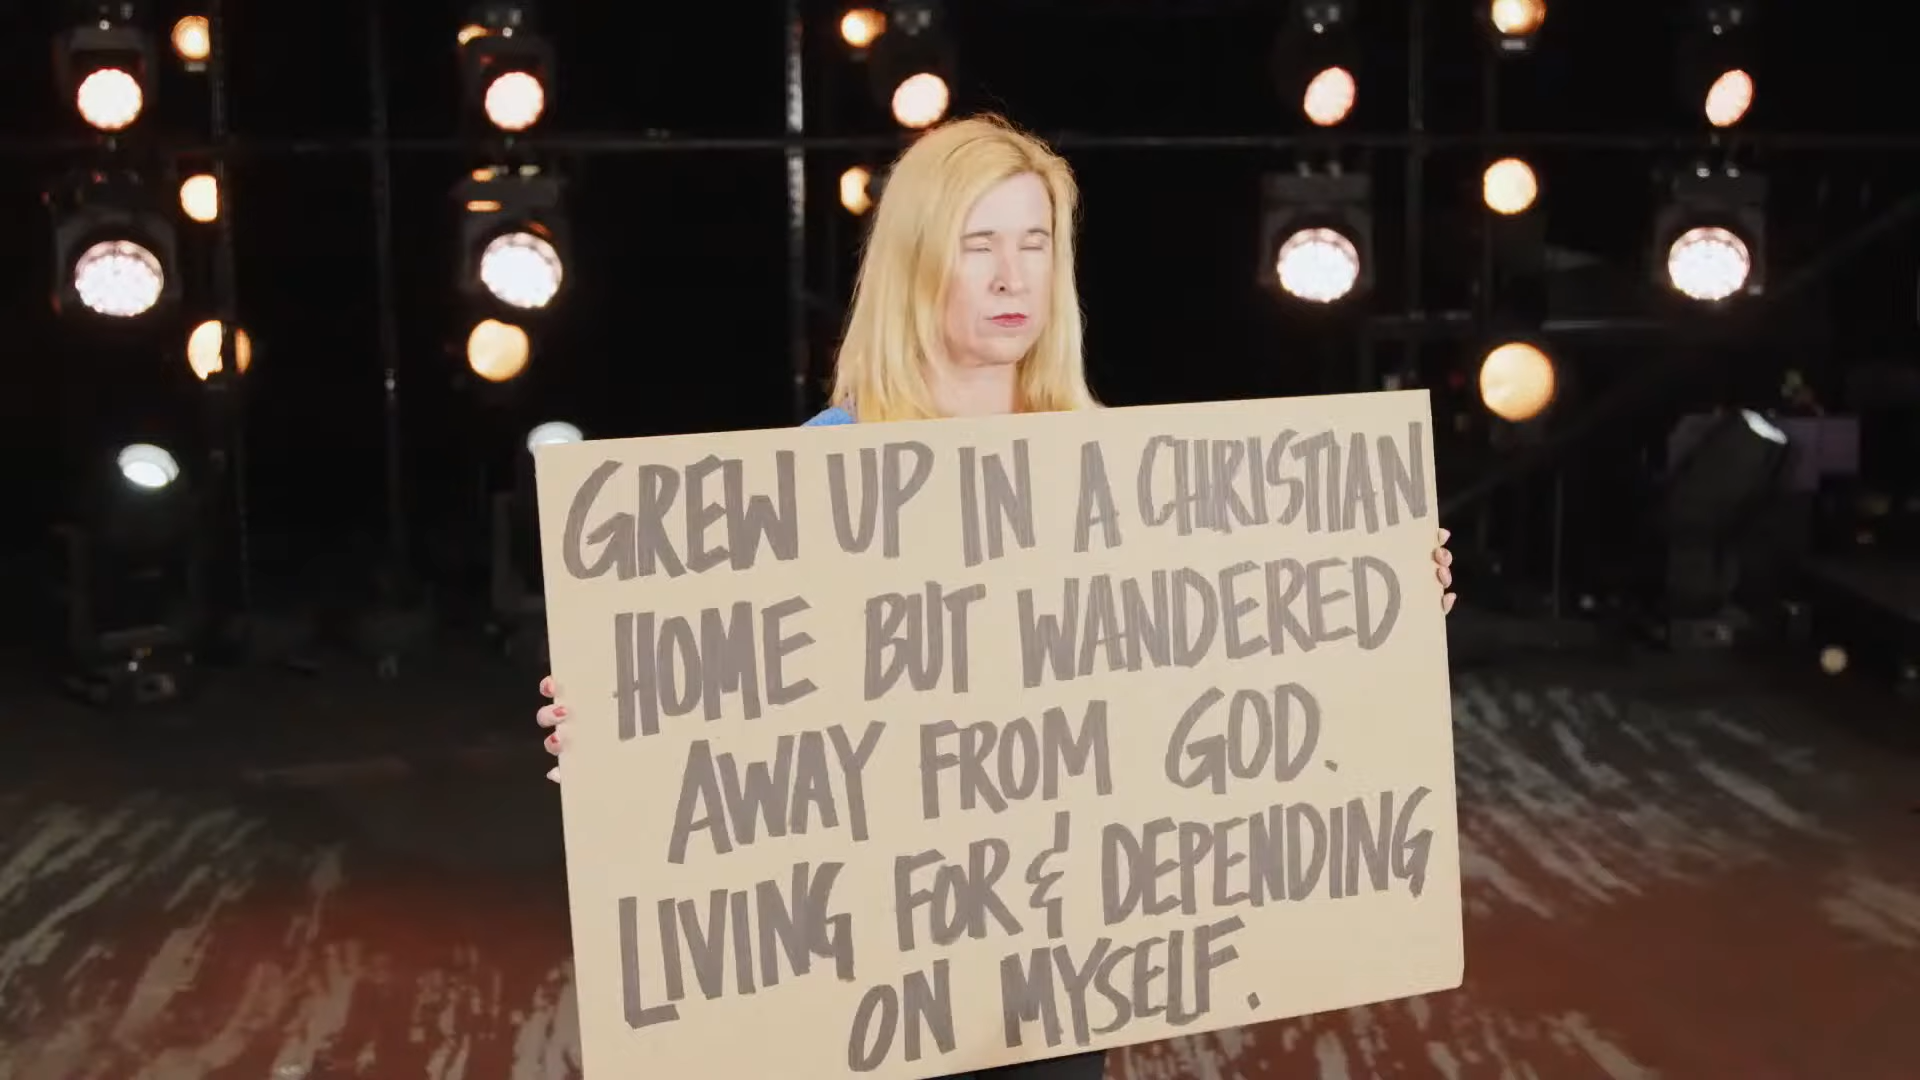 GREW UP IN A CHRISTIAN
HOME BUT WANDERED
AWAY FROM GOD.
LIVING FOR & DEPENDING
ON MYSELF.